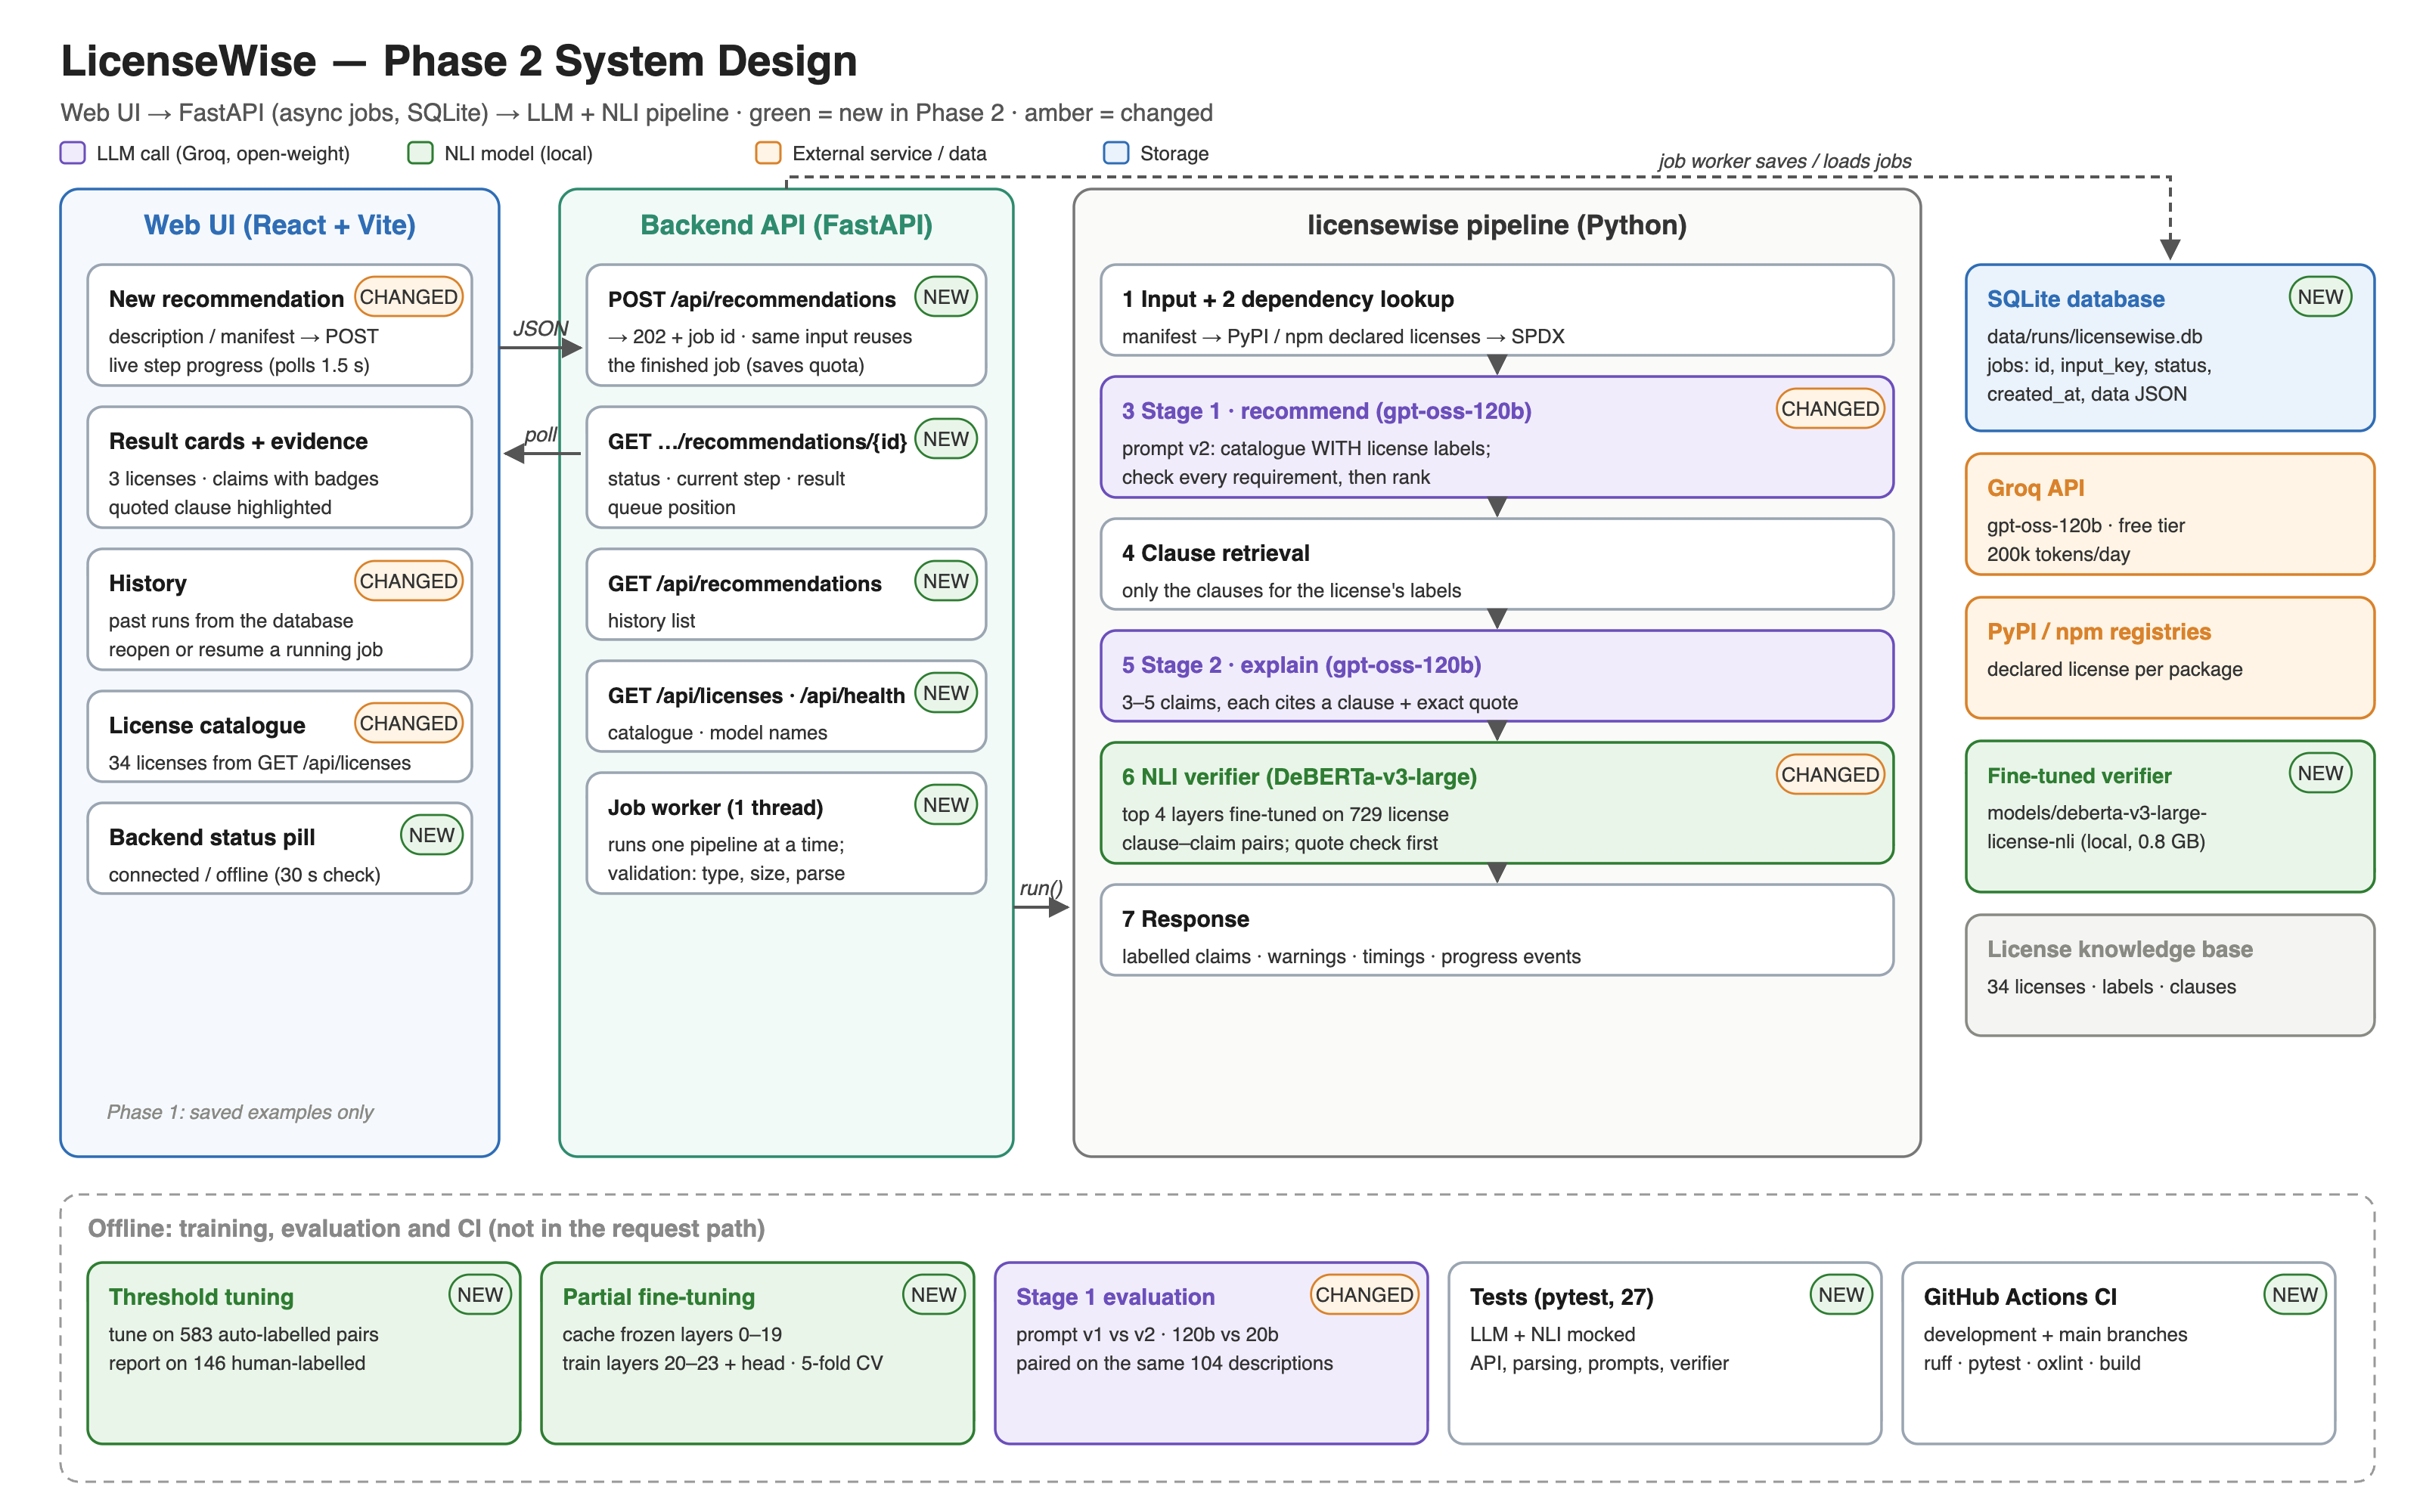 LicenseWise — Phase 2 System Design
Web UI → FastAPI (async jobs, SQLite) → LLM + NLI pipeline · green = new in Phase 2 · amber = changed
LLM call (Groq, open-weight)
NLI model (local)
External service / data
Storage
job worker saves / loads jobs
Web UI (React + Vite)
New recommendation
CHANGED
description / manifest → POST
live step progress (polls 1.5 s)
Result cards + evidence
3 licenses · claims with badges
quoted clause highlighted
History
CHANGED
past runs from the database
reopen or resume a running job
License catalogue
CHANGED
34 licenses from GET /api/licenses
Backend status pill
NEW
connected / offline (30 s check)
Phase 1: saved examples only
JSON
poll
Backend API (FastAPI)
POST /api/recommendations
NEW
→ 202 + job id · same input reuses
the finished job (saves quota)
GET …/recommendations/{id}
NEW
status · current step · result
queue position
GET /api/recommendations
NEW
history list
GET /api/licenses · /api/health
NEW
catalogue · model names
Job worker (1 thread)
NEW
runs one pipeline at a time;
validation: type, size, parse
run()
licensewise pipeline (Python)
1 Input + 2 dependency lookup
manifest → PyPI / npm declared licenses → SPDX
3 Stage 1 · recommend (gpt-oss-120b)
CHANGED
prompt v2: catalogue WITH license labels;
check every requirement, then rank
4 Clause retrieval
only the clauses for the license's labels
5 Stage 2 · explain (gpt-oss-120b)
3–5 claims, each cites a clause + exact quote
6 NLI verifier (DeBERTa-v3-large)
CHANGED
top 4 layers fine-tuned on 729 license
clause–claim pairs; quote check first
7 Response
labelled claims · warnings · timings · progress events
SQLite database
NEW
data/runs/licensewise.db
jobs: id, input_key, status,
created_at, data JSON
Groq API
gpt-oss-120b · free tier
200k tokens/day
PyPI / npm registries
declared license per package
Fine-tuned verifier
NEW
models/deberta-v3-large-
license-nli (local, 0.8 GB)
License knowledge base
34 licenses · labels · clauses
Offline: training, evaluation and CI (not in the request path)
Threshold tuning
NEW
tune on 583 auto-labelled pairs
report on 146 human-labelled
Partial fine-tuning
NEW
cache frozen layers 0–19
train layers 20–23 + head · 5-fold CV
Stage 1 evaluation
CHANGED
prompt v1 vs v2 · 120b vs 20b
paired on the same 104 descriptions
Tests (pytest, 27)
NEW
LLM + NLI mocked
API, parsing, prompts, verifier
GitHub Actions CI
NEW
development + main branches
ruff · pytest · oxlint · build